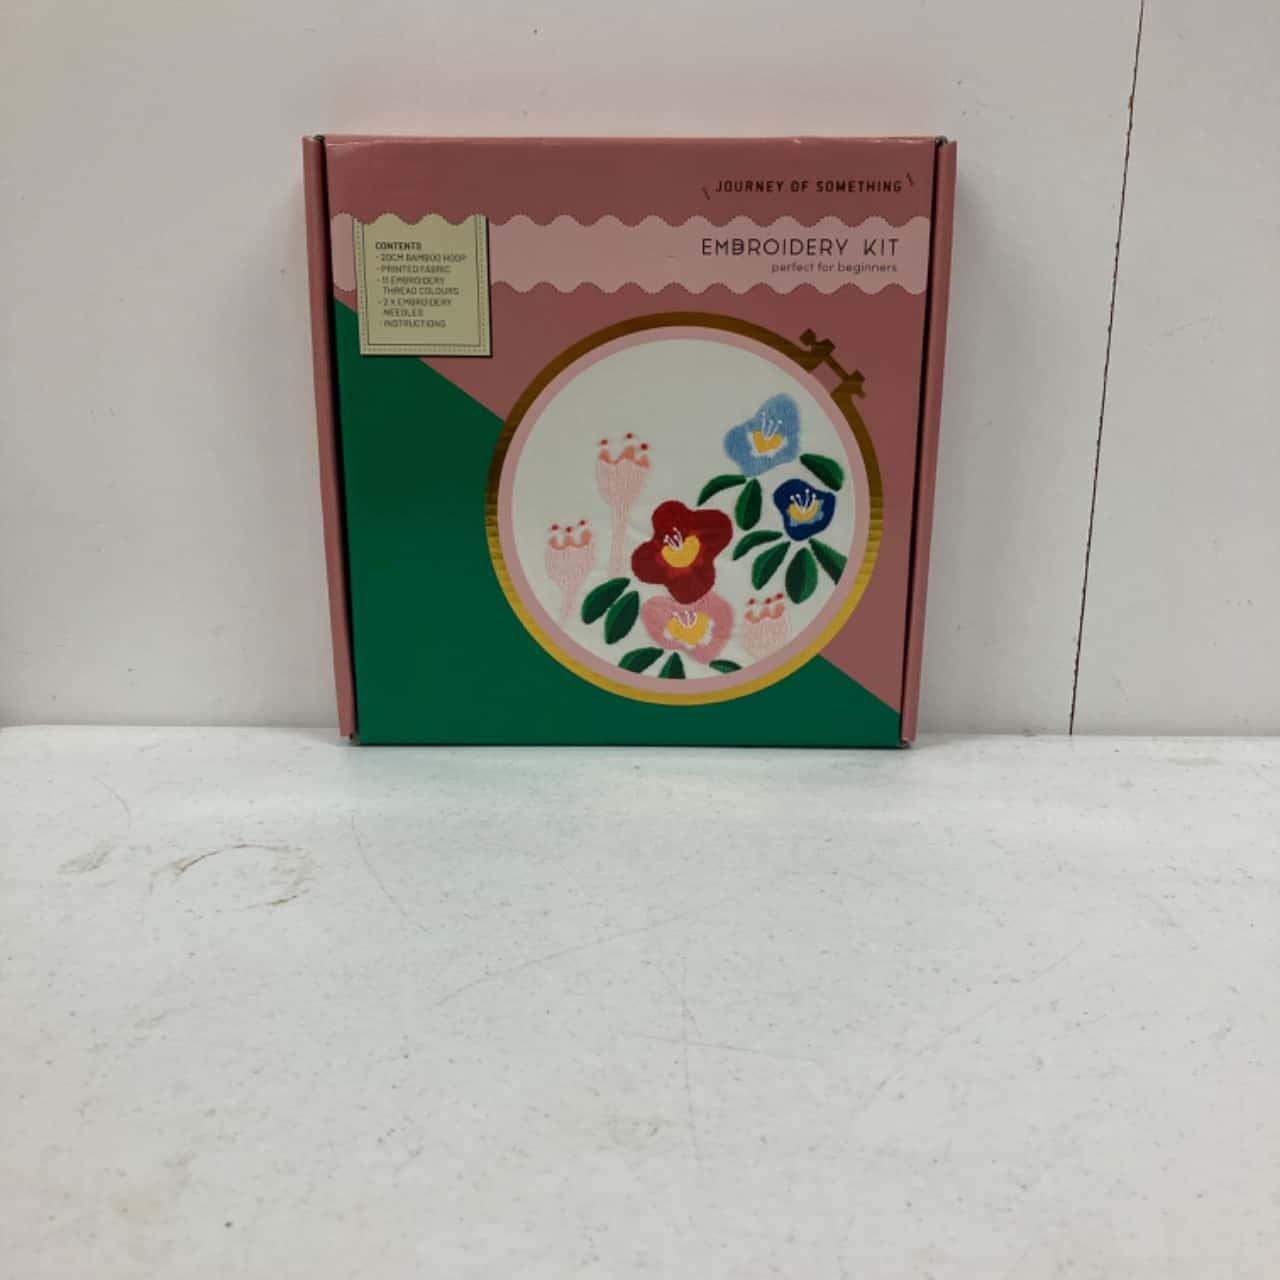 JOURNEY OF SOMETHING
EMBROIDERY KIT
perfect for beginners
CONTENTS
- 20CM BAMBOO HOOP
- PRINTED FABRIC
- 11 EMBROIDERY
THREAD COLOURS
- 2 X EMBROIDERY
NEEDLES
- INSTRUCTIONS